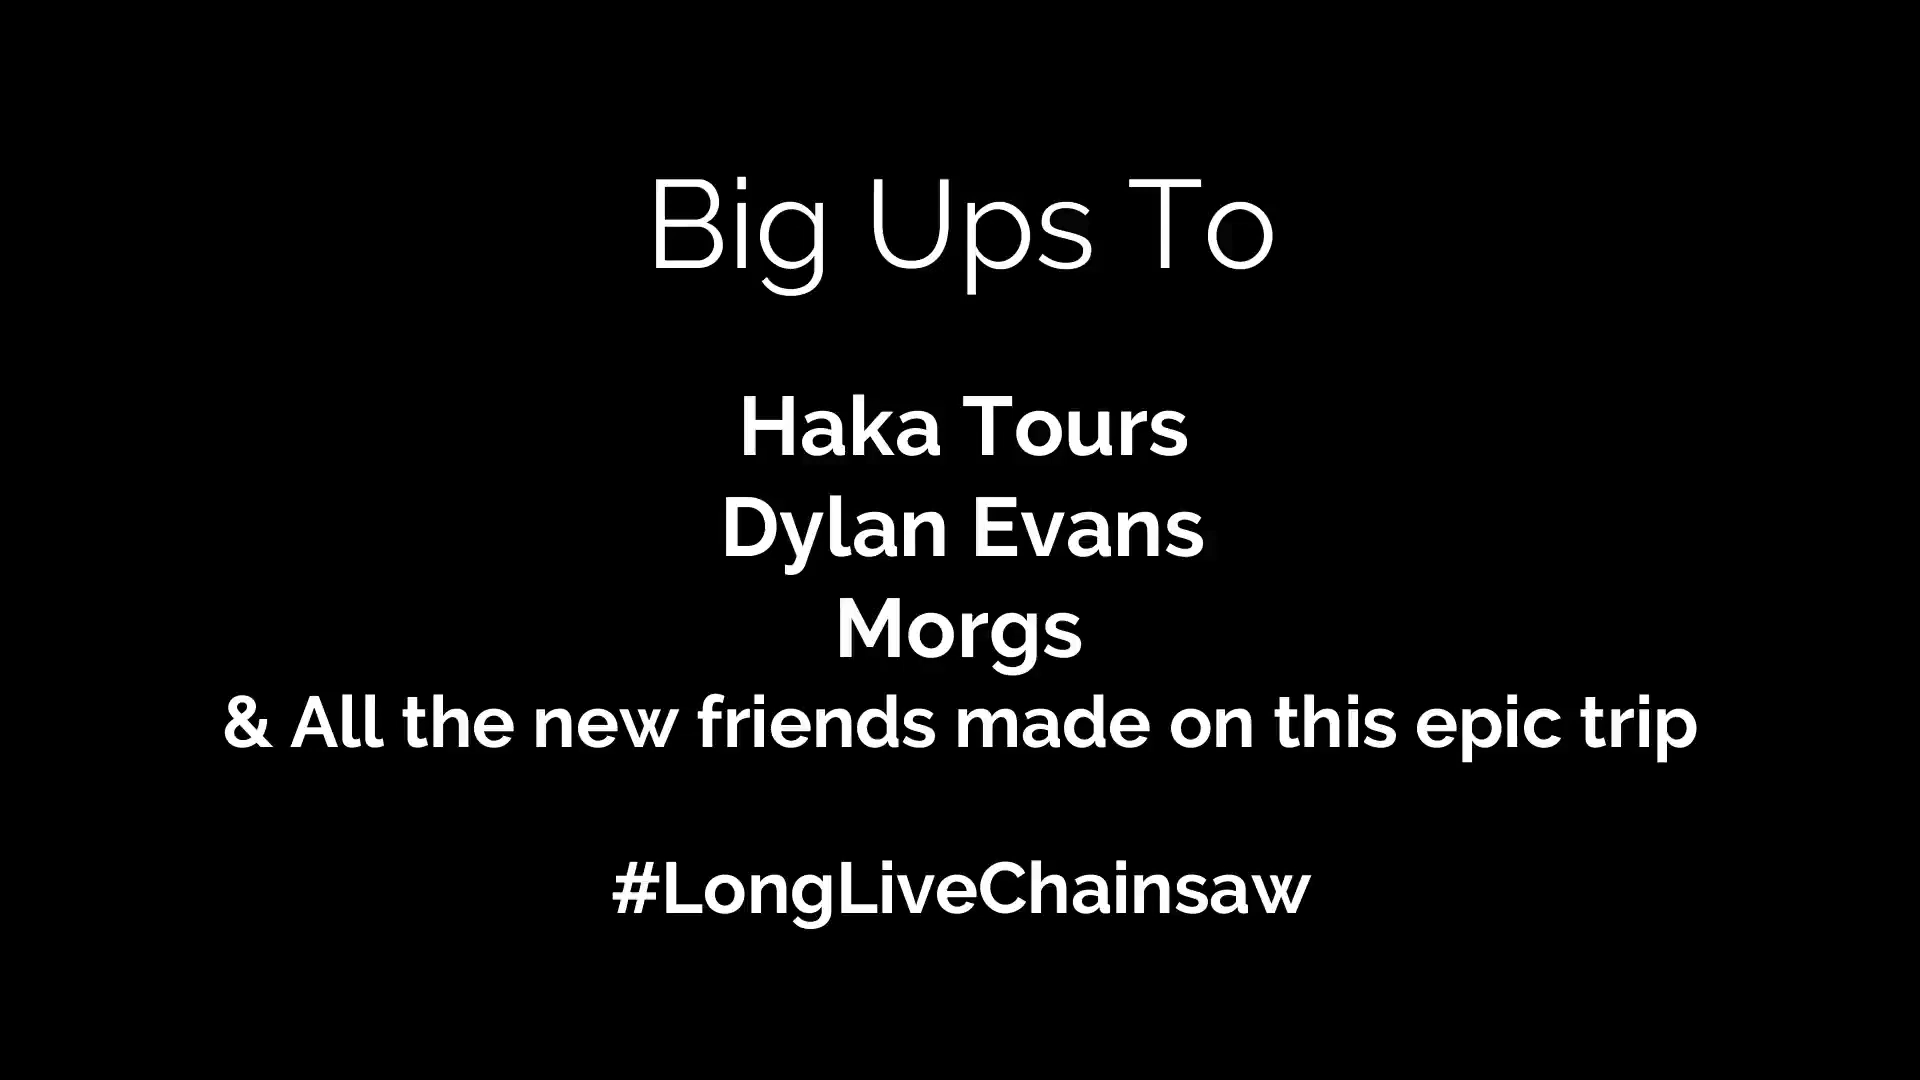 Big Ups To
Haka Tours
Dylan Evans
Morgs
& All the new friends made on this epic trip
#LongLiveChainsaw